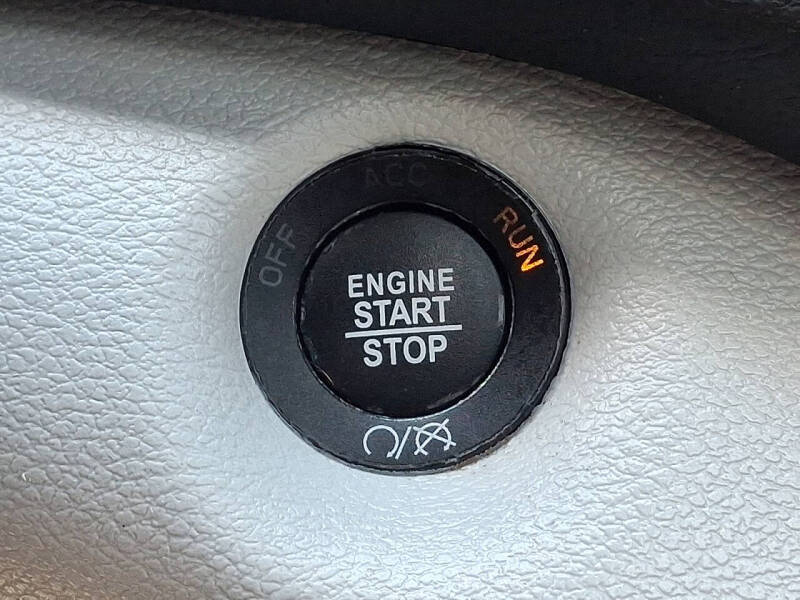 ACC
OFF
RUN
ENGINE
START
STOP